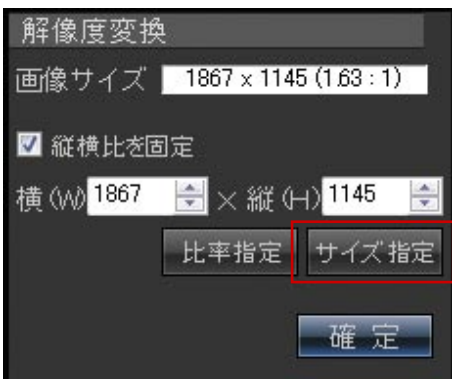 解像度変換
画像サイズ 1867 x 1145 (1.63 : 1)
縦横比を固定
横(W) 1867 × 縦(H) 1145
比率指定 サイズ指定
確 定